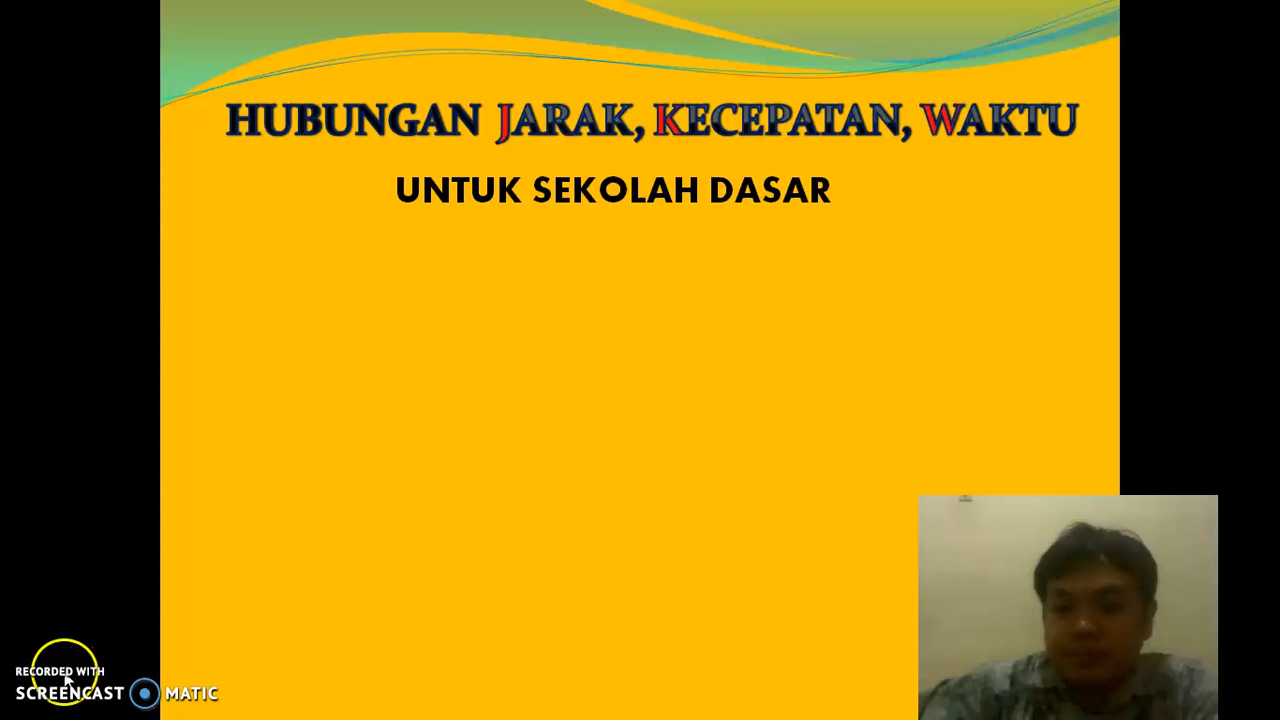 HUBUNGAN JARAK, KECEPATAN, WAKTU
UNTUK SEKOLAH DASAR
RECORDED WITH
SCREENCAST MATIC